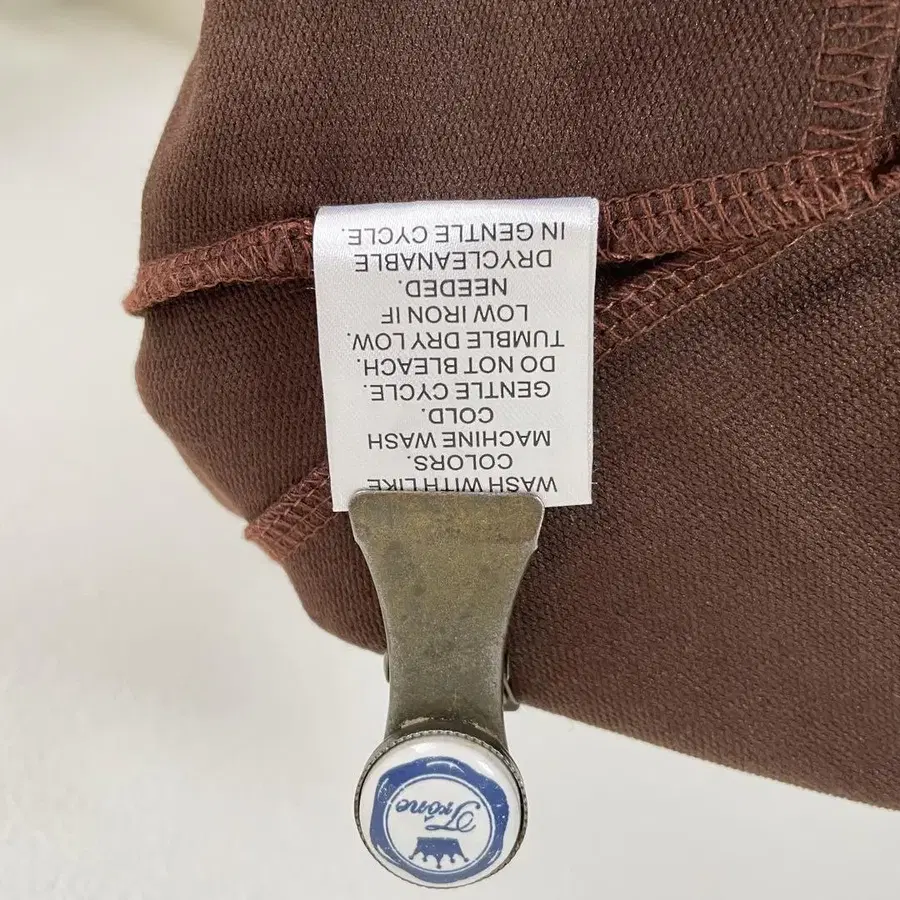 WASH WITH LIKE
COLORS.
MACHINE WASH
COLD.
GENTLE CYCLE.
DO NOT BLEACH.
TUMBLE DRY LOW.
LOW IRON IF
NEEDED.
DRYCLEANABLE
IN GENTLE CYCLE.
Trône